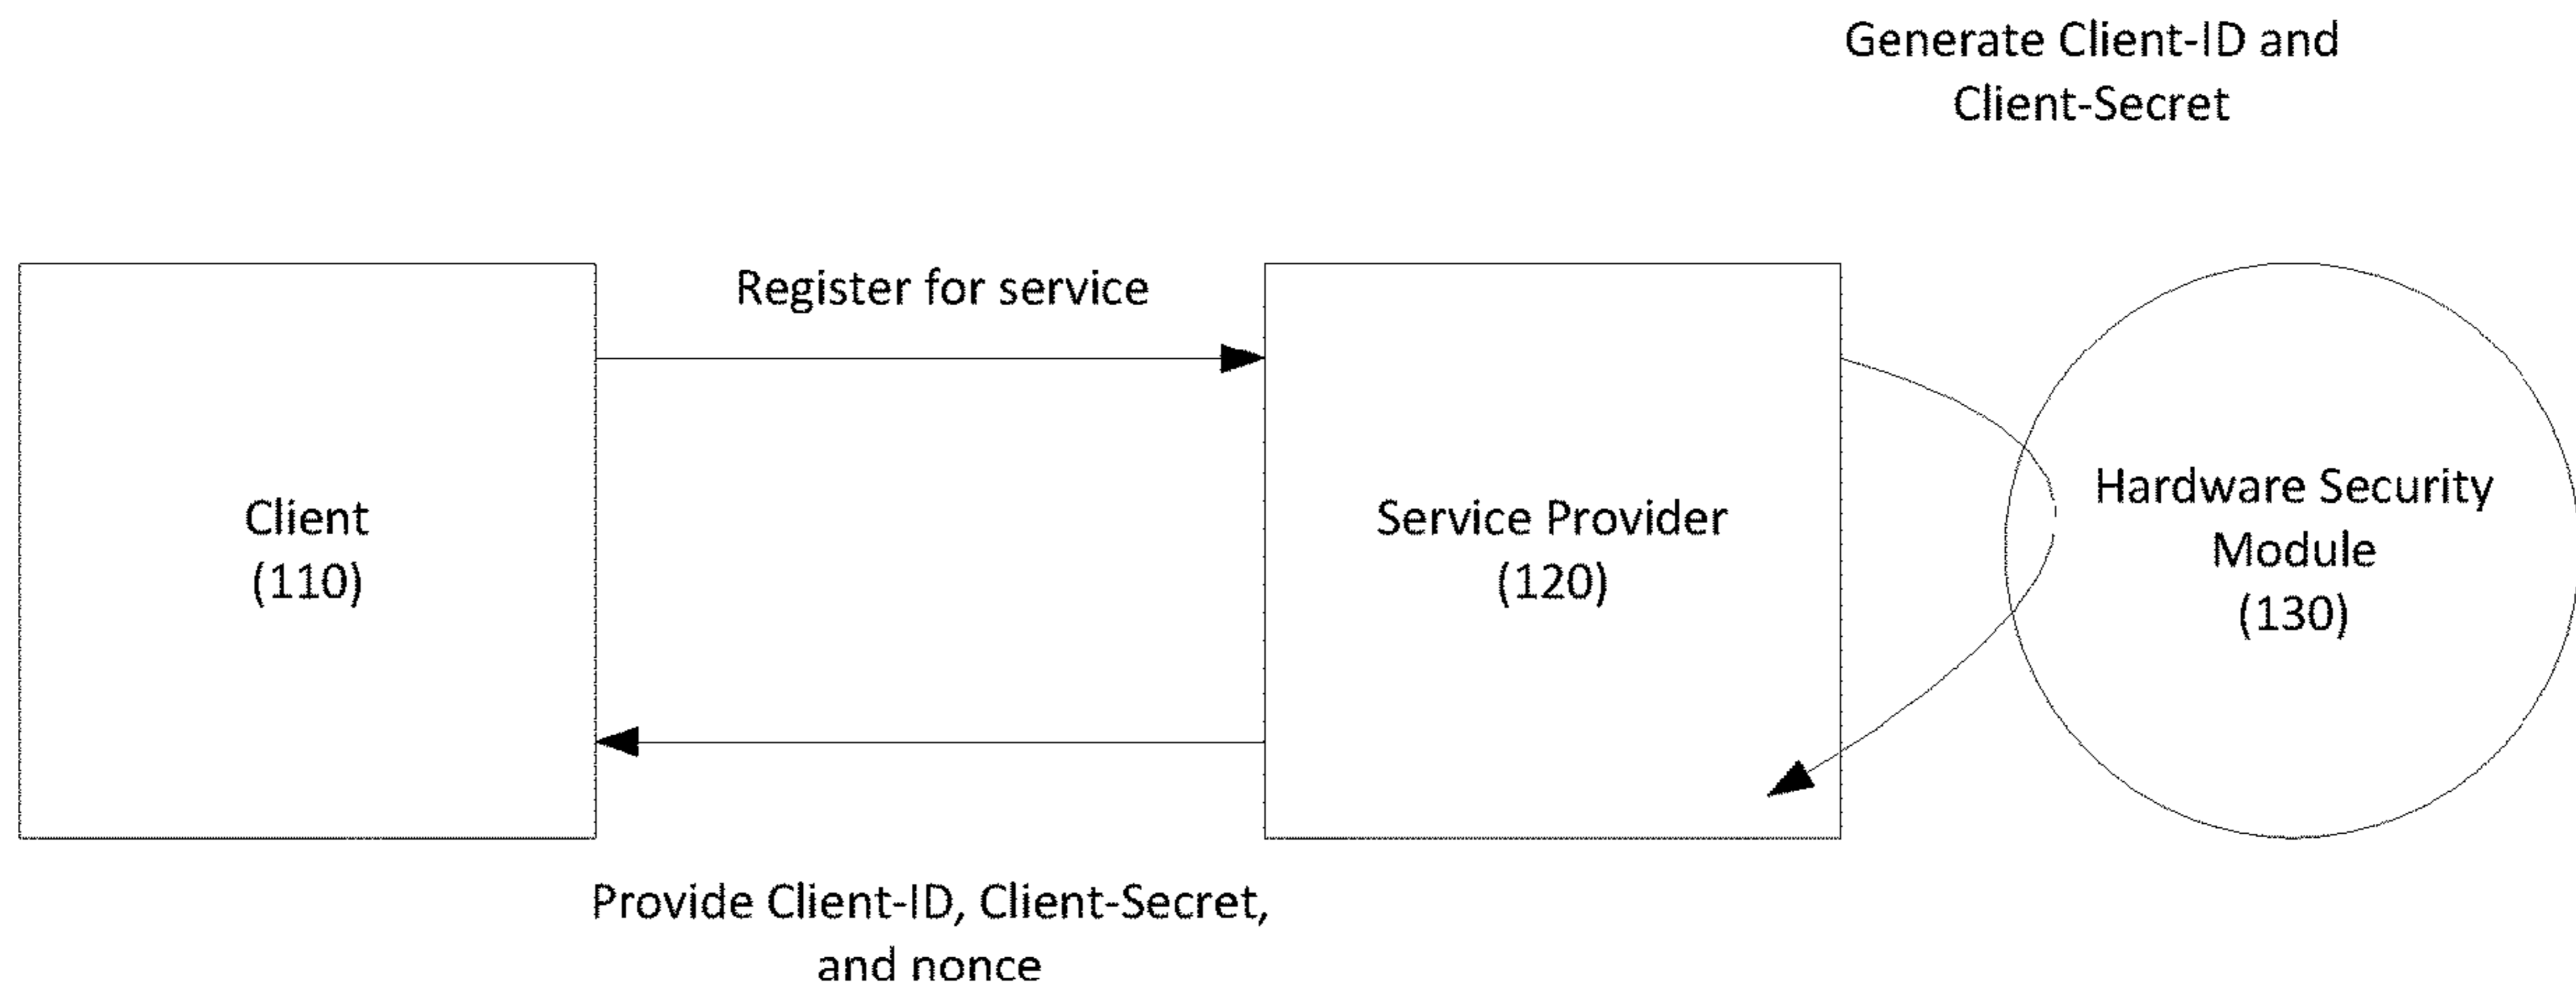 Generate Client-ID and
Client-Secret
Register for service
Client
(110)
Service Provider
(120)
Hardware Security
Module
(130)
Provide Client-ID, Client-Secret,
and nonce